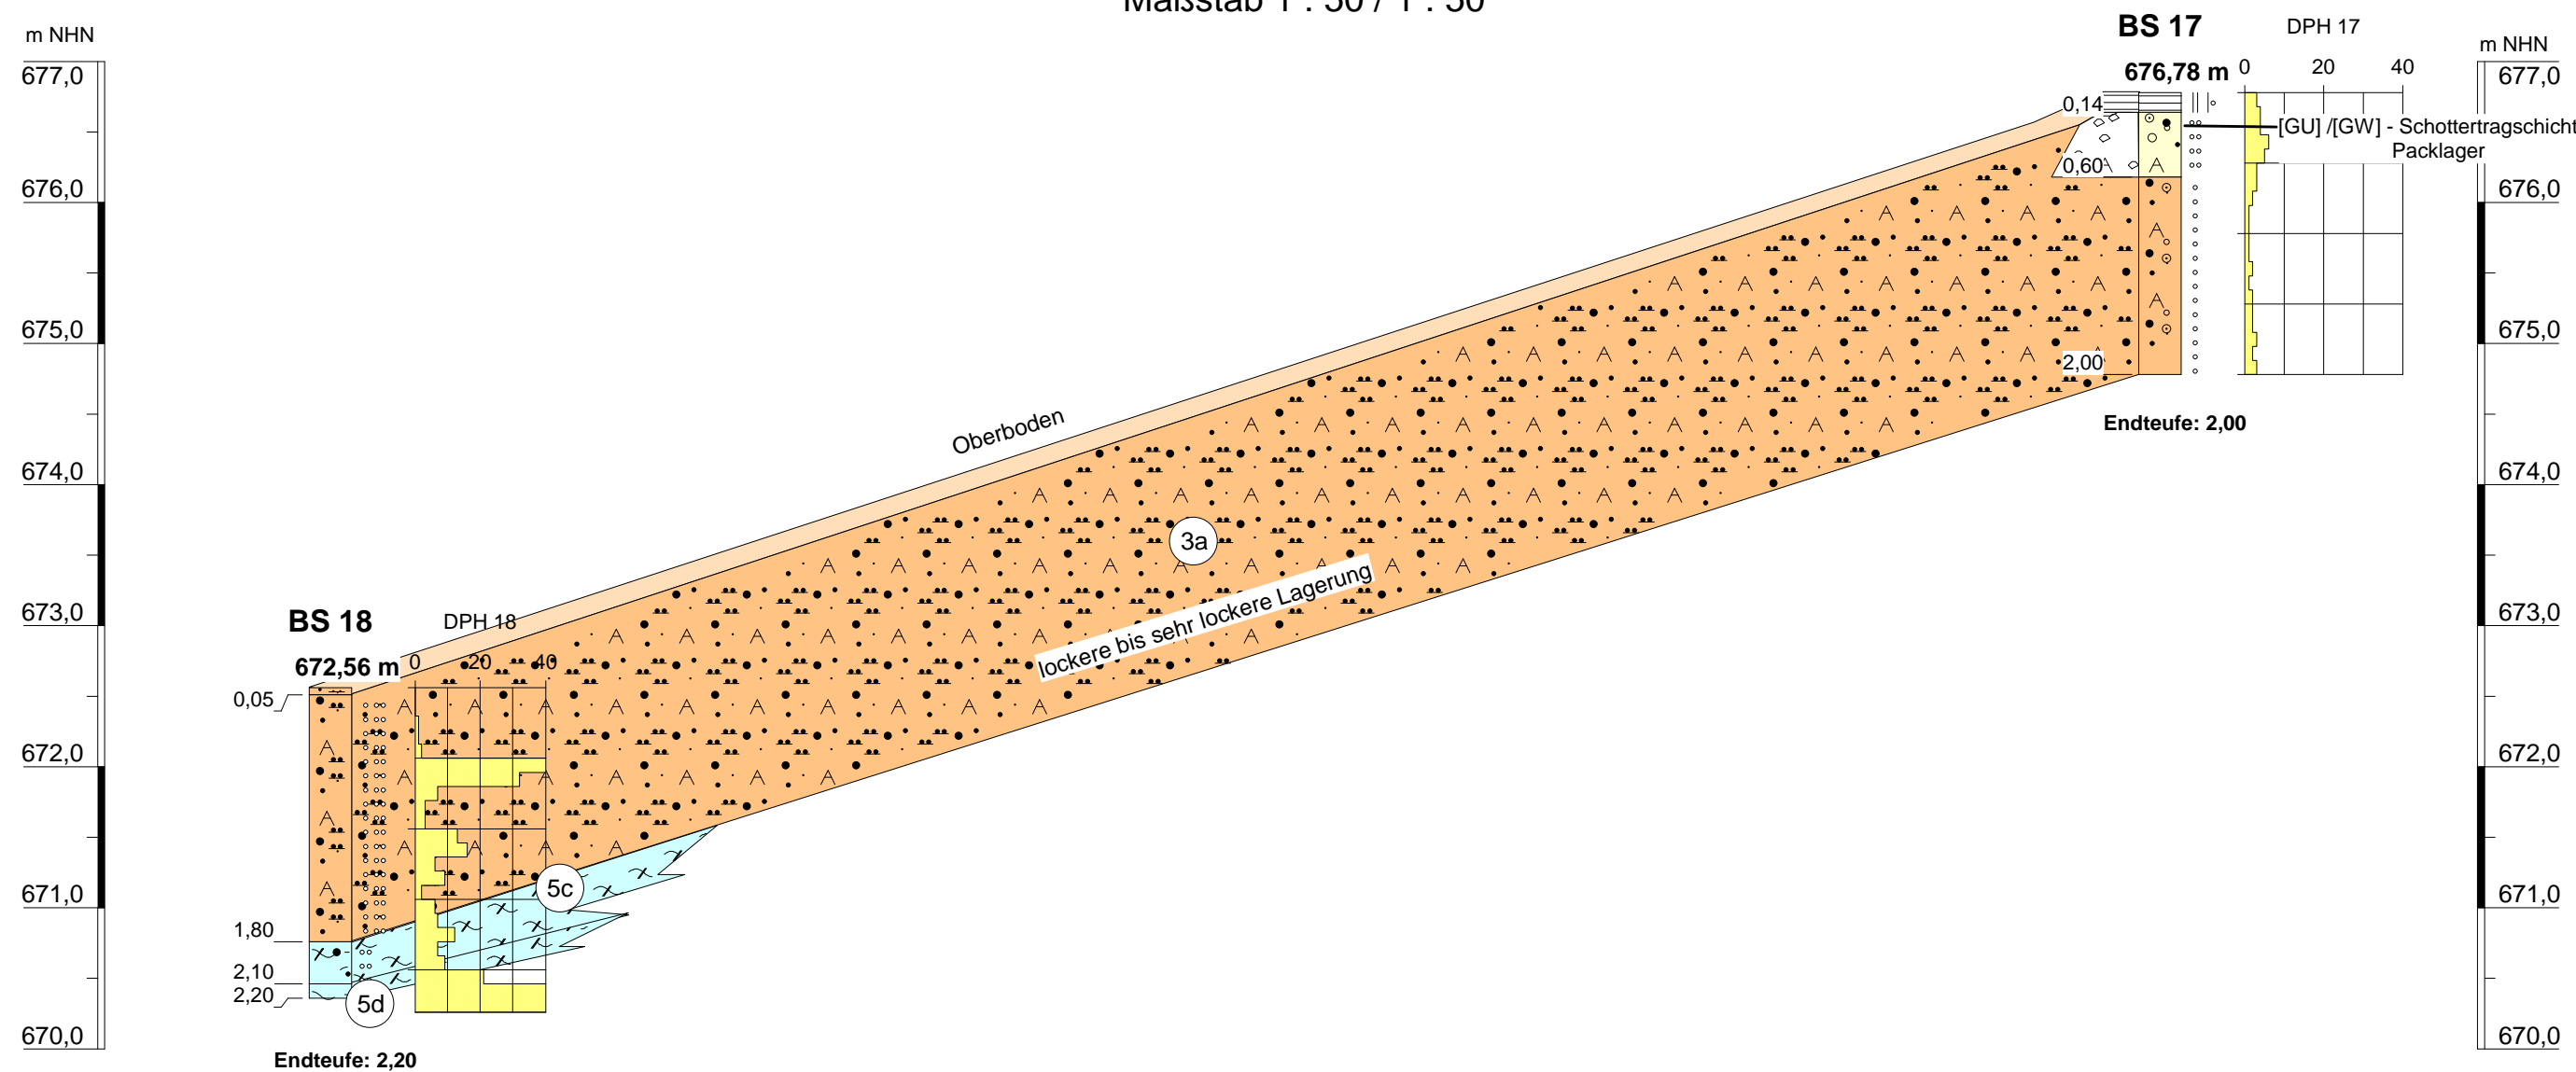 Maßstab 1 : 50 / 1 : 50
m NHN
677,0
676,0
675,0
674,0
673,0
672,0
671,0
670,0
BS 18
672,56 m
DPH 18
0 20 40
0,05
1,80
2,10
2,20
Endteufe: 2,20
5d
5c
Oberboden
3a
lockere bis sehr lockere Lagerung
BS 17
676,78 m
DPH 17
0 20 40
0,14
0,60
2,00
[GU] /[GW] - Schottertragschicht
Packlager
Endteufe: 2,00
m NHN
677,0
676,0
675,0
674,0
673,0
672,0
671,0
670,0